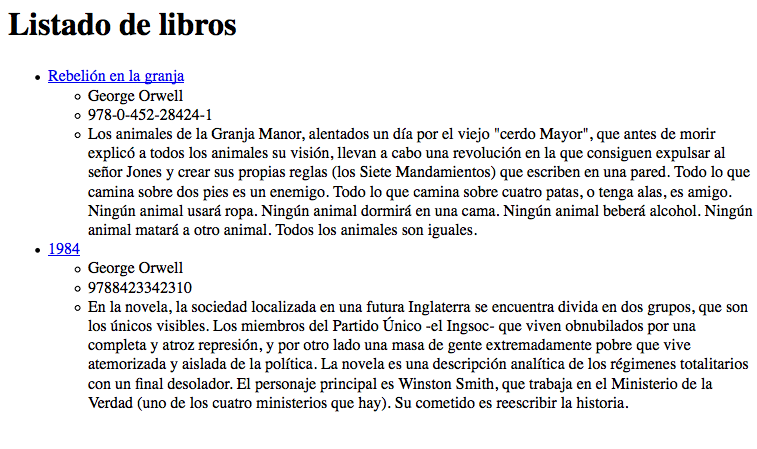 Listado de libros
Rebelión en la granja
George Orwell
978-0-452-28424-1
Los animales de la Granja Manor, alentados un día por el viejo "cerdo Mayor", que antes de morir
explicó a todos los animales su visión, llevan a cabo una revolución en la que consiguen expulsar al
señor Jones y crear sus propias reglas (los Siete Mandamientos) que escriben en una pared. Todo lo que
camina sobre dos pies es un enemigo. Todo lo que camina sobre cuatro patas, o tenga alas, es amigo.
Ningún animal usará ropa. Ningún animal dormirá en una cama. Ningún animal beberá alcohol. Ningún
animal matará a otro animal. Todos los animales son iguales.
1984
George Orwell
9788423342310
En la novela, la sociedad localizada en una futura Inglaterra se encuentra divida en dos grupos, que son
los únicos visibles. Los miembros del Partido Único -el Ingsoc- que viven obnubilados por una
completa y atroz represión, y por otro lado una masa de gente extremadamente pobre que vive
atemorizada y aislada de la política. La novela es una descripción analítica de los régimenes totalitarios
con un final desolador. El personaje principal es Winston Smith, que trabaja en el Ministerio de la
Verdad (uno de los cuatro ministerios que hay). Su cometido es reescribir la historia.